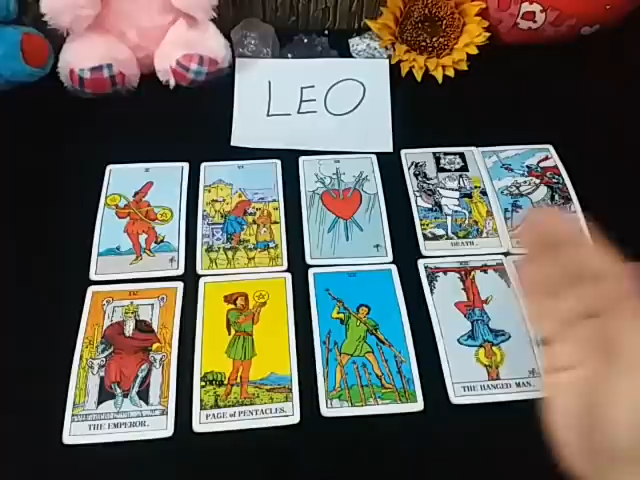 LEO
DEATH.
THE EMPEROR.
PAGE of PENTACLES.
THE HANGED MAN.